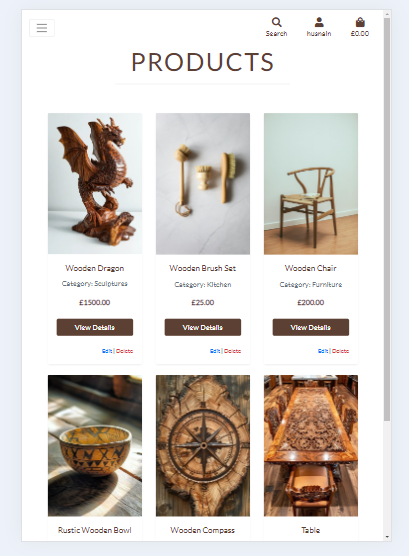 Search husnain £0.00
PRODUCTS
Wooden Dragon Wooden Brush Set Wooden Chair
Category: Sculptures Category: Kitchen Category: Furniture
£1500.00 £25.00 £200.00
View Details View Details View Details
Edit | Delete Edit | Delete Edit | Delete
Rustic Wooden Bowl Wooden Compass Table